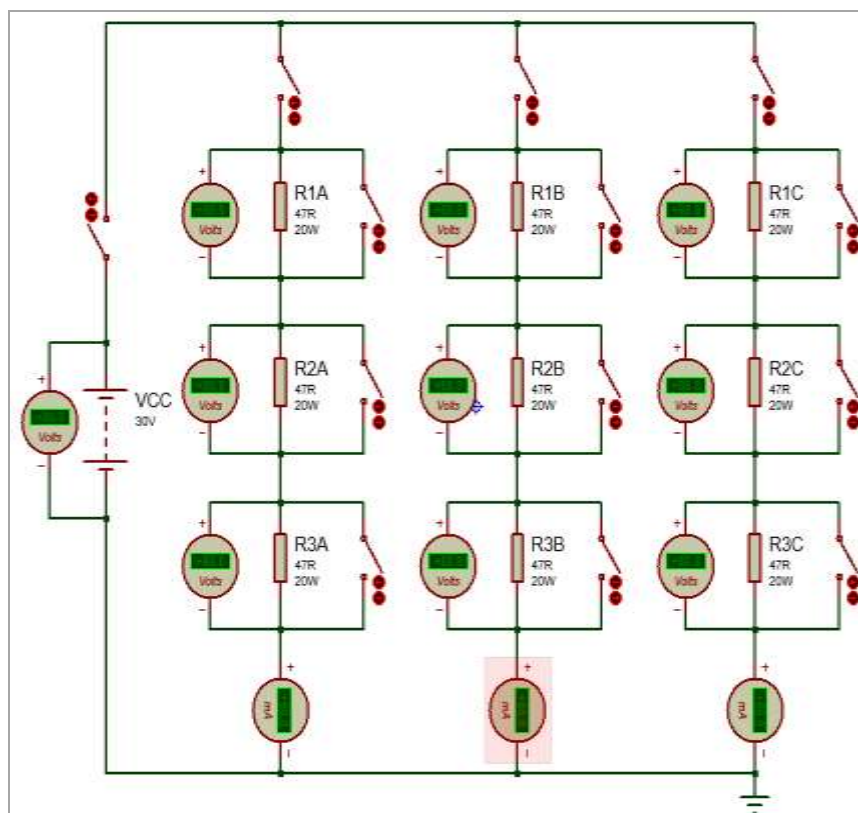 R1A
47R
20W
Volts
R1B
47R
20W
Volts
R1C
47R
20W
Volts
R2A
47R
20W
Volts
R2B
47R
20W
Volts
R2C
47R
20W
Volts
VCC
30V
Volts
R3A
47R
20W
Volts
R3B
47R
20W
Volts
R3C
47R
20W
Volts
mA
mA
mA